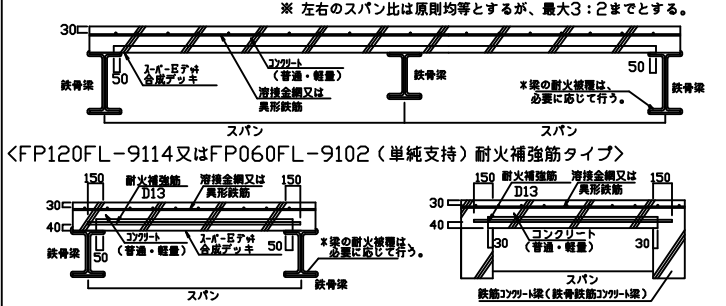 ※ 左右のスパン比は原則均等とするが、最大3:2までとする。
30
50
スーパーEデッキ
合成デッキ
コンクリート
(普通・軽量)
溶接金網又は
異形鉄筋
鉄骨梁
鉄骨梁
50
鉄骨梁
*梁の耐火被覆は、
必要に応じて行う。
スパン
スパン
<FP120FL-9114又はFP060FL-9102(単純支持)耐火補強筋タイプ>
150
耐火補強筋
D13
溶接金網又は
異形鉄筋
150
30
40
鉄骨梁
50
コンクリート
(普通・軽量)
スーパーEデッキ
合成デッキ
50
*梁の耐火被覆は、
必要に応じて行う。
スパン
鉄骨梁
150
耐火補強筋
D13
溶接金網又は
異形鉄筋
150
30
40
30
コンクリート
(普通・軽量)
30
スパン
鉄筋コンクリート梁(鉄骨鉄筋コンクリート梁)